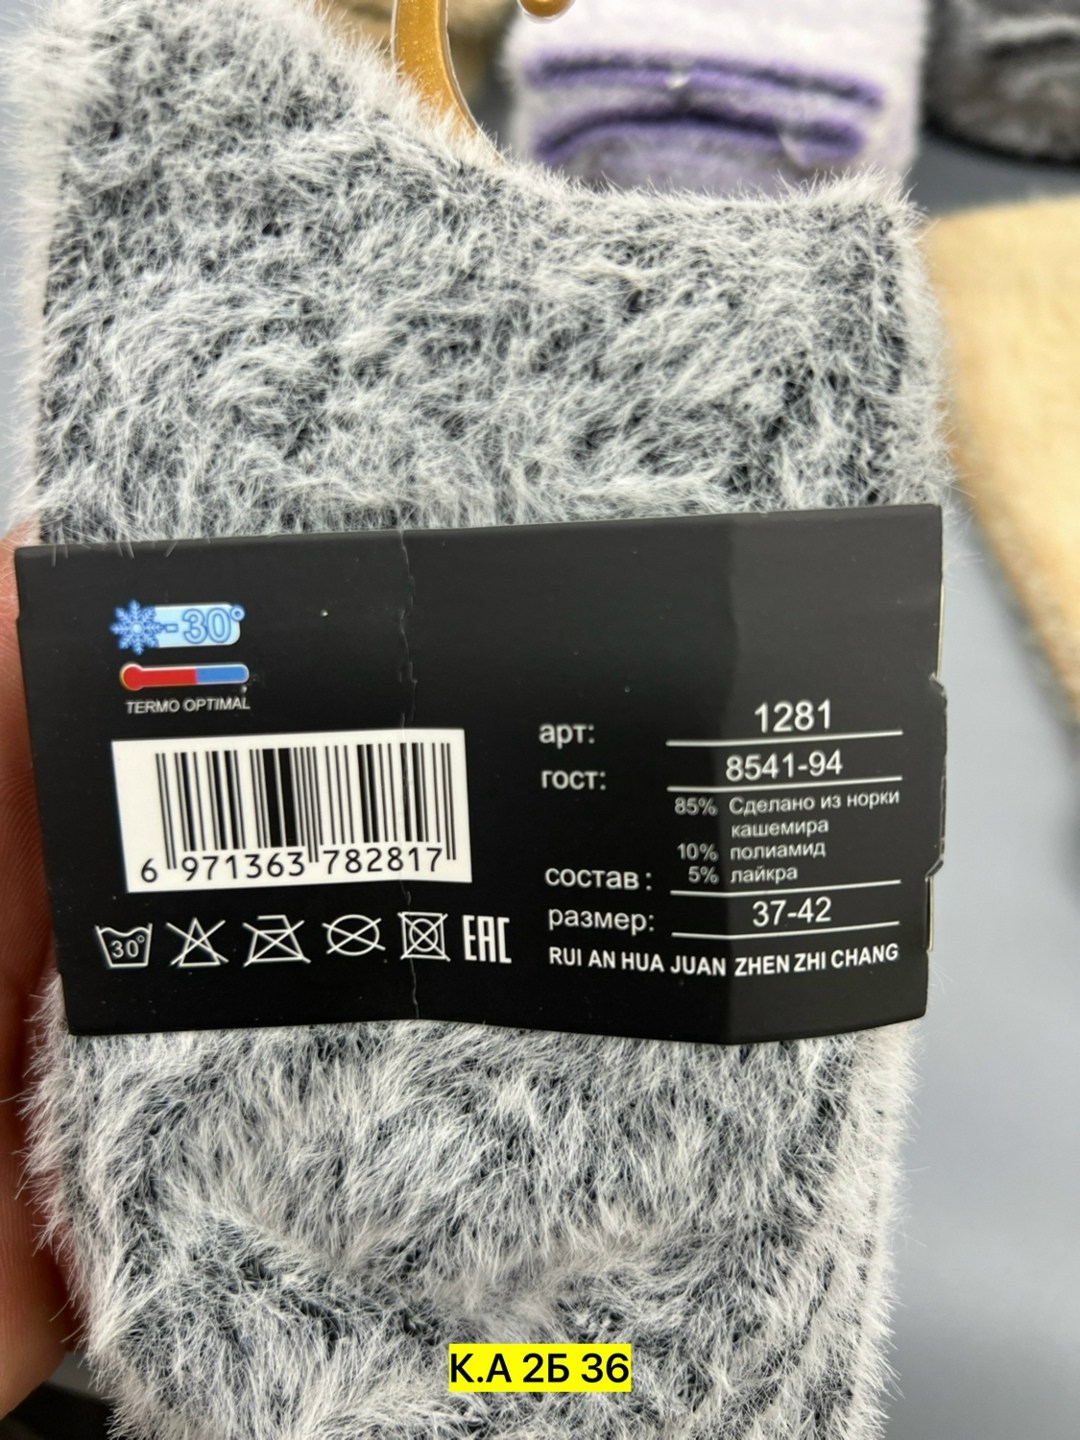 -30°
TERMO OPTIMAL
6 971363 782817
30°
EAC
арт: 1281
гост: 8541-94
85% Сделано из норки
кашемира
10% полиамид
состав: 5% лайкра
размер: 37-42
RUI AN HUA JUAN ZHEN ZHI CHANG
К.А 2Б 36